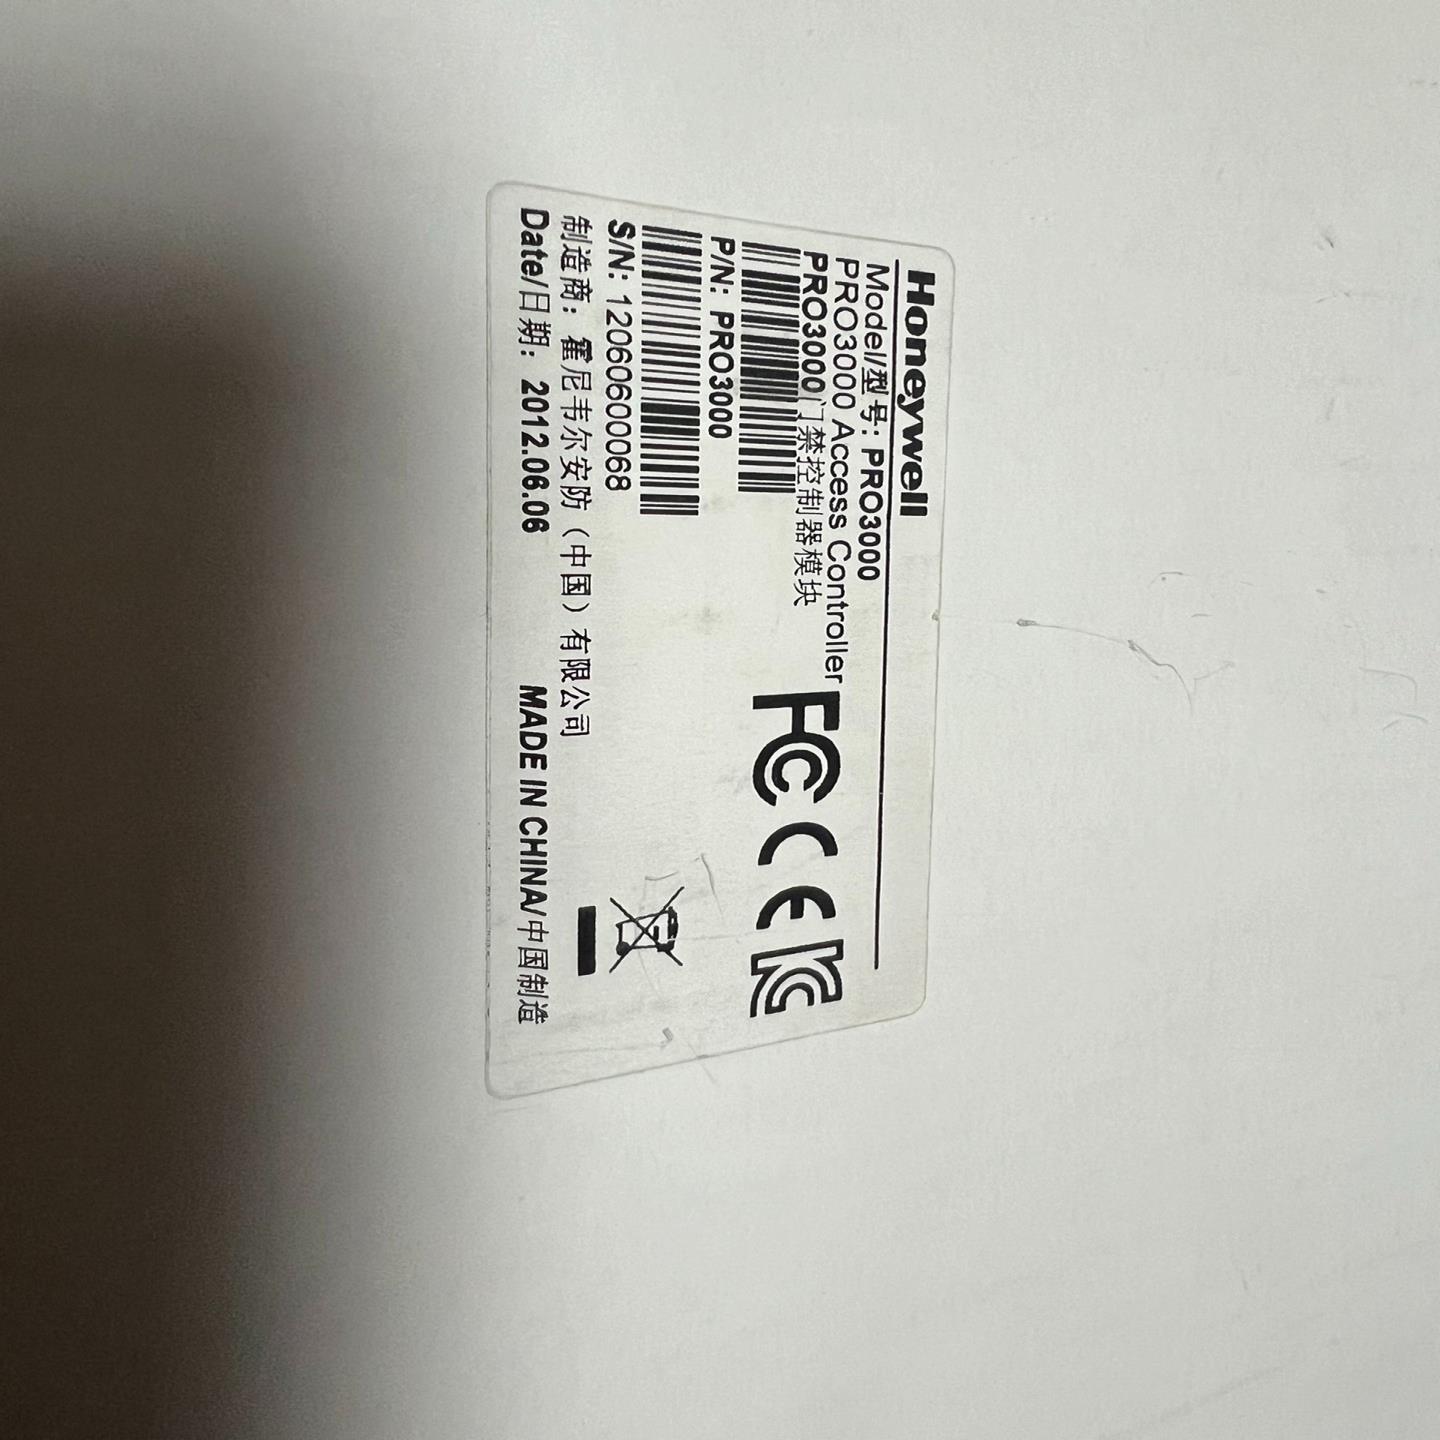 Honeywell
Model/型号: PRO3000
PRO3000 Access Controller
PRO3000门禁控制器模块
P/N: PRO3000
S/N: 1206060068
制造商: 霍尼韦尔安防（中国）有限公司
Date/日期: 2012.06.06 MADE IN CHINA/中国制造
FC CE